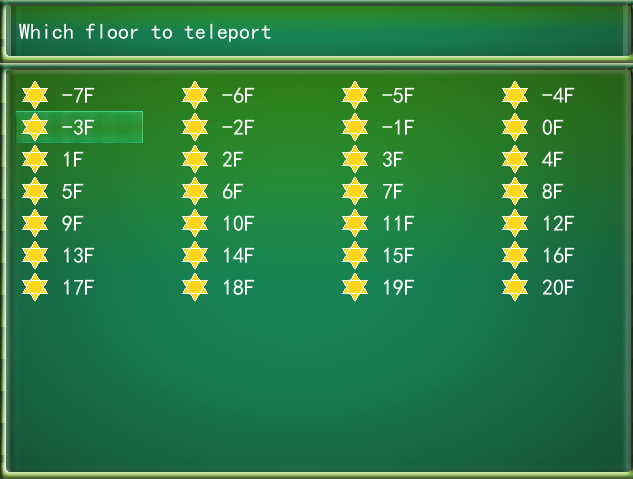 Which floor to teleport
-7F -6F -5F -4F
-3F -2F -1F 0F
1F 2F 3F 4F
5F 6F 7F 8F
9F 10F 11F 12F
13F 14F 15F 16F
17F 18F 19F 20F